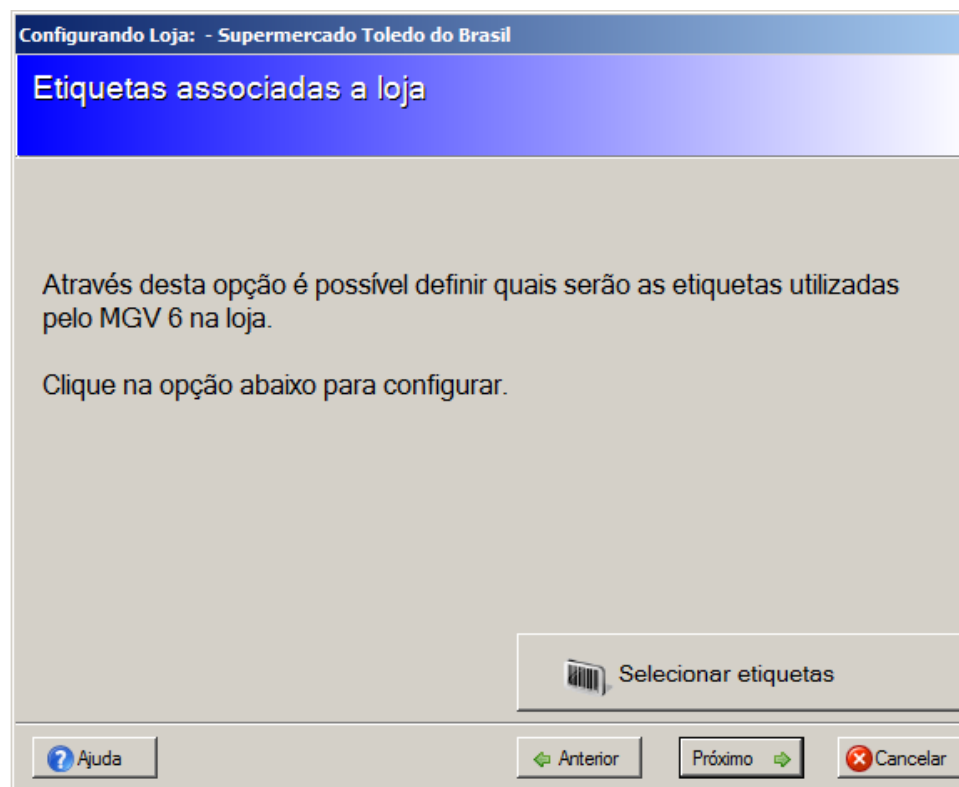 Configurando Loja: - Supermercado Toledo do Brasil
Etiquetas associadas a loja
Através desta opção é possível definir quais serão as etiquetas utilizadas
pelo MGV 6 na loja.
Clique na opção abaixo para configurar.
Selecionar etiquetas
Ajuda
Anterior
Próximo
Cancelar